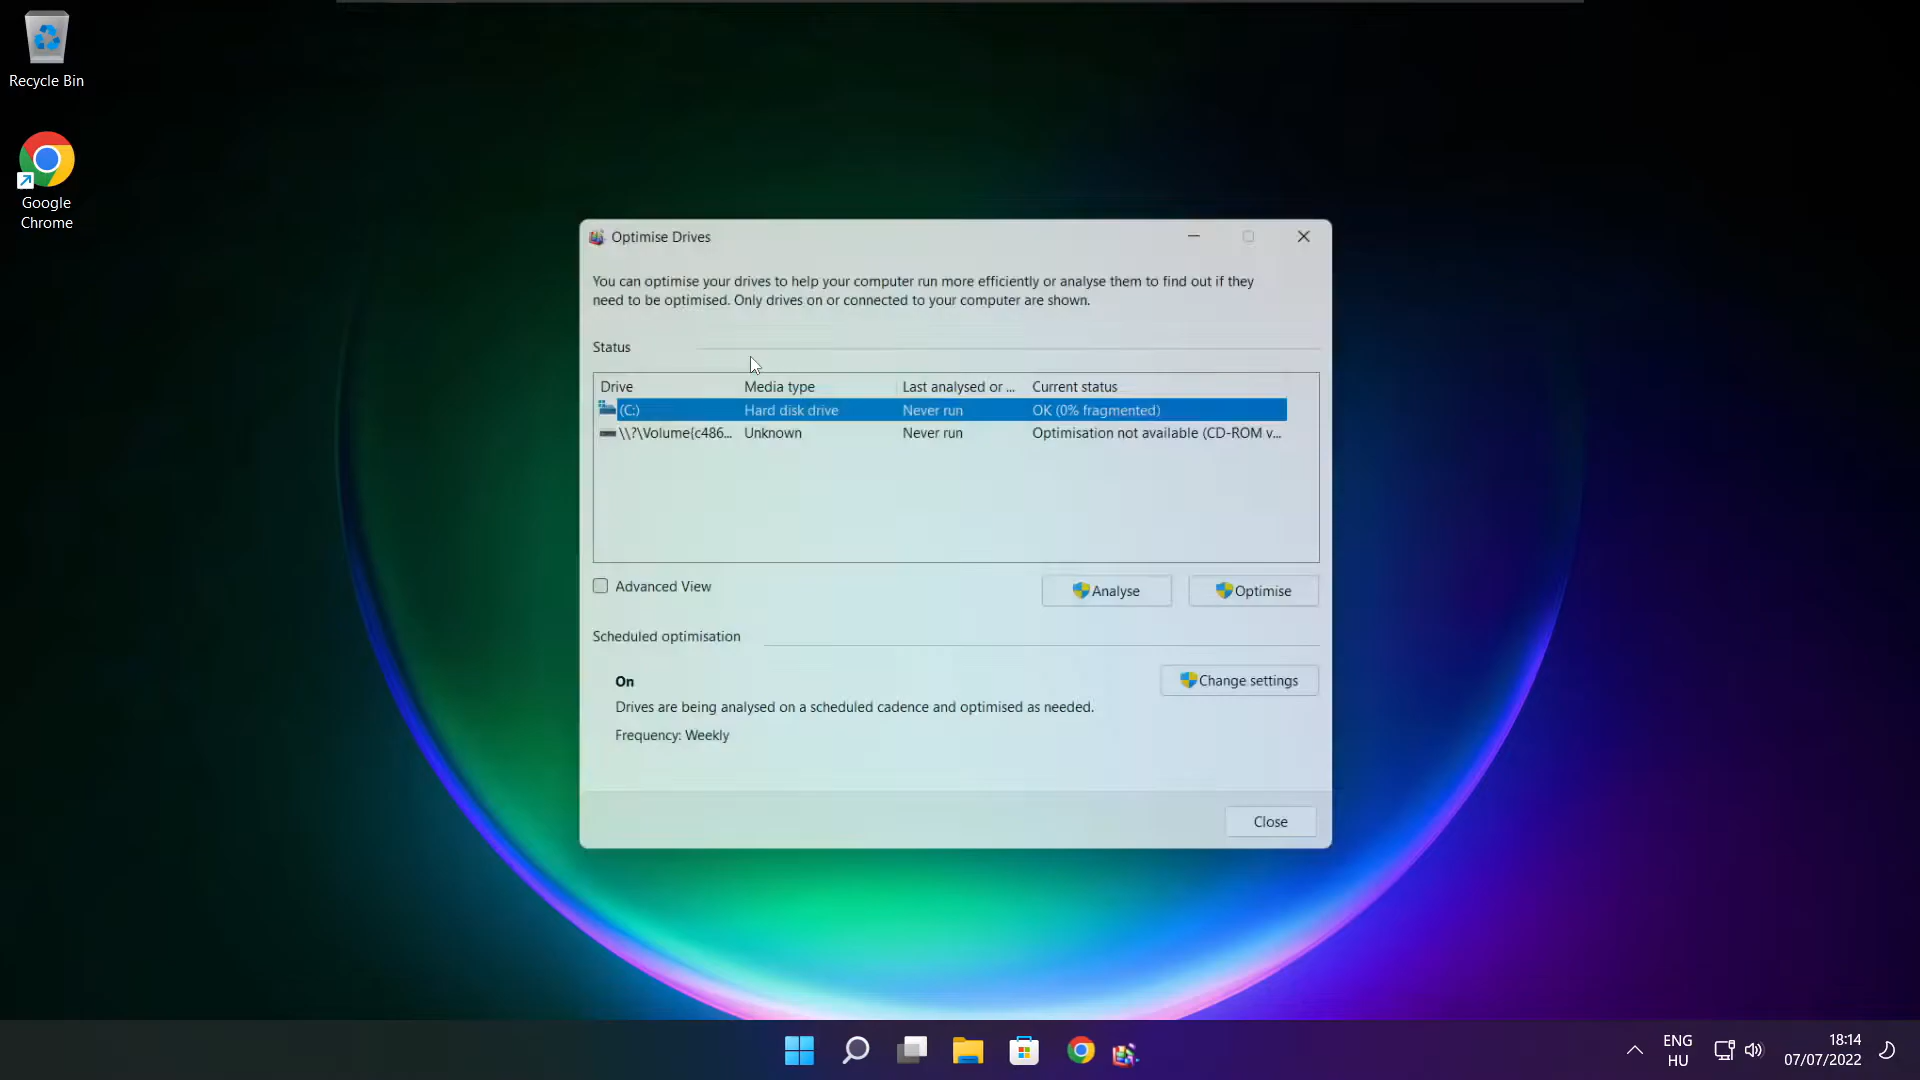 Recycle Bin
Google
Chrome
Optimise Drives
You can optimise your drives to help your computer run more efficiently or analyse them to find out if they
need to be optimised. Only drives on or connected to your computer are shown.
Status
Drive Media type Last analysed or ... Current status
(C:) Hard disk drive Never run OK (0% fragmented)
\\?\Volume{c486... Unknown Never run Optimisation not available (CD-ROM v...
Advanced View
Analyse
Optimise
Scheduled optimisation
On
Change settings
Drives are being analysed on a scheduled cadence and optimised as needed.
Frequency: Weekly
Close
ENG
HU
18:14
07/07/2022